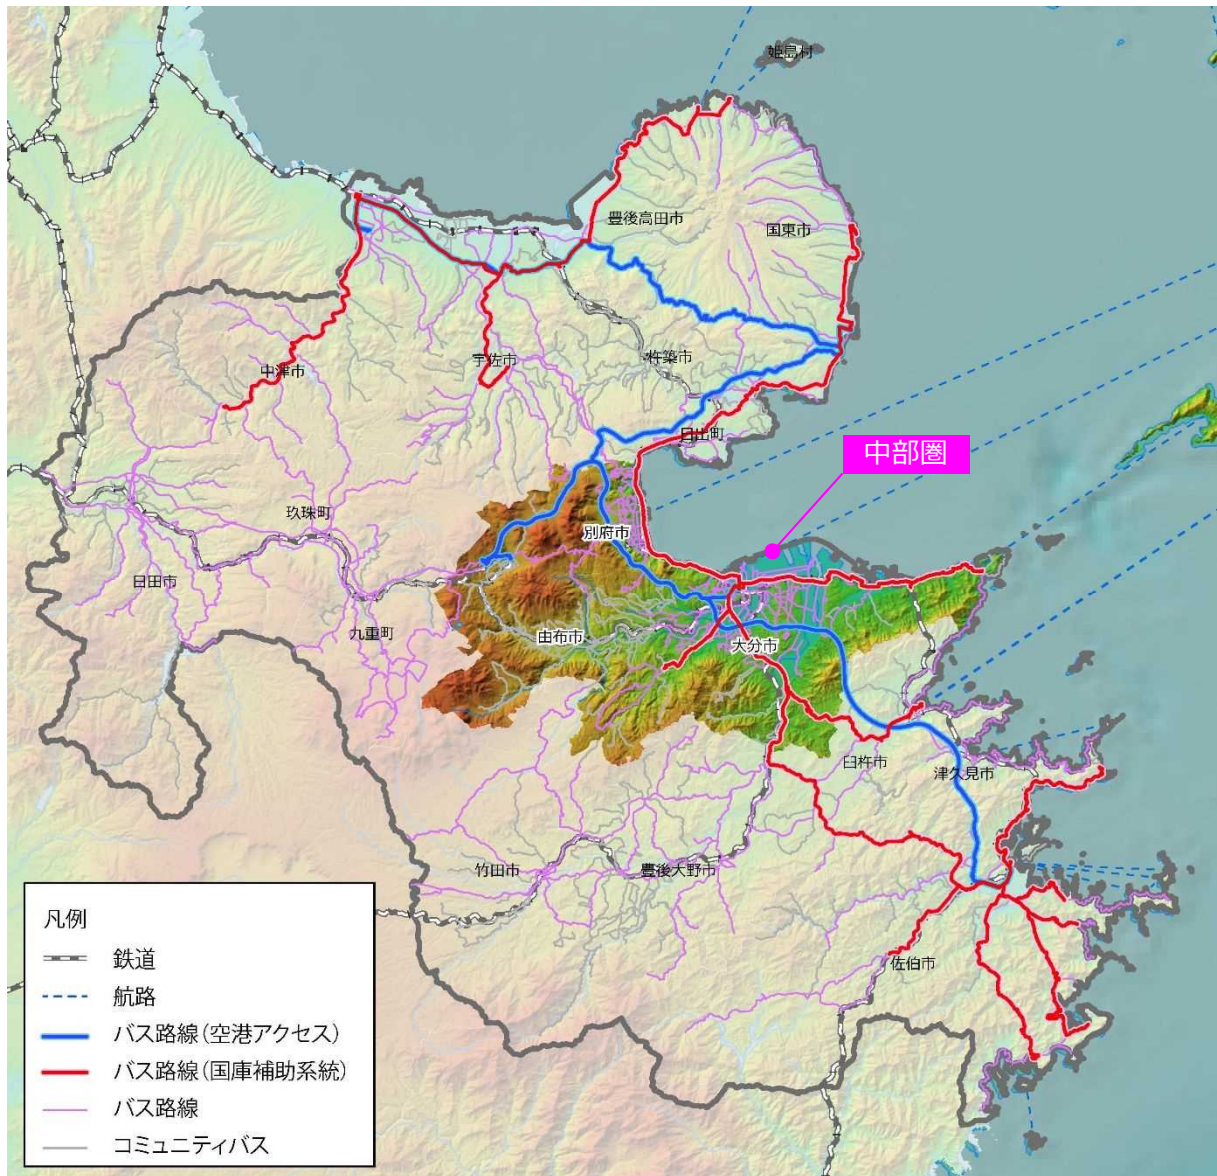 姫島村
豊後高田市
国東市
中津市
宇佐市
杵築市
日出町
中部圏
玖珠町
別府市
日田市
九重町
由布市
大分市
臼杵市
津久見市
竹田市
豊後大野市
佐伯市
凡例
鉄道
航路
バス路線(空港アクセス)
バス路線(国庫補助系統)
バス路線
コミュニティバス